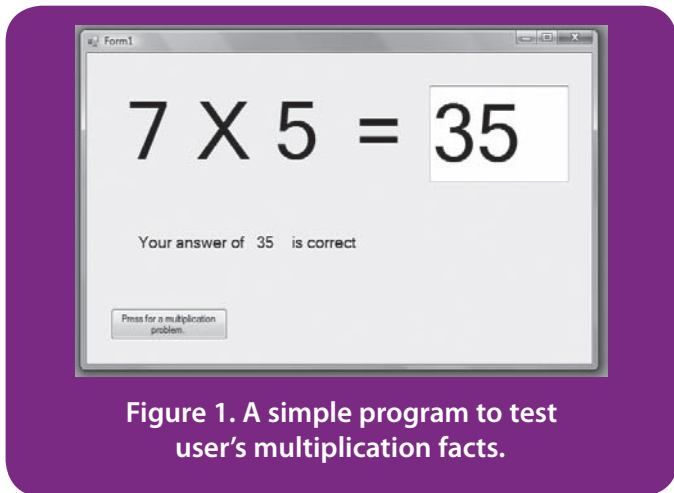 Form1
7 X 5 = 35
Your answer of 35 is correct
Press for a multiplication
problem.
Figure 1. A simple program to test
user's multiplication facts.